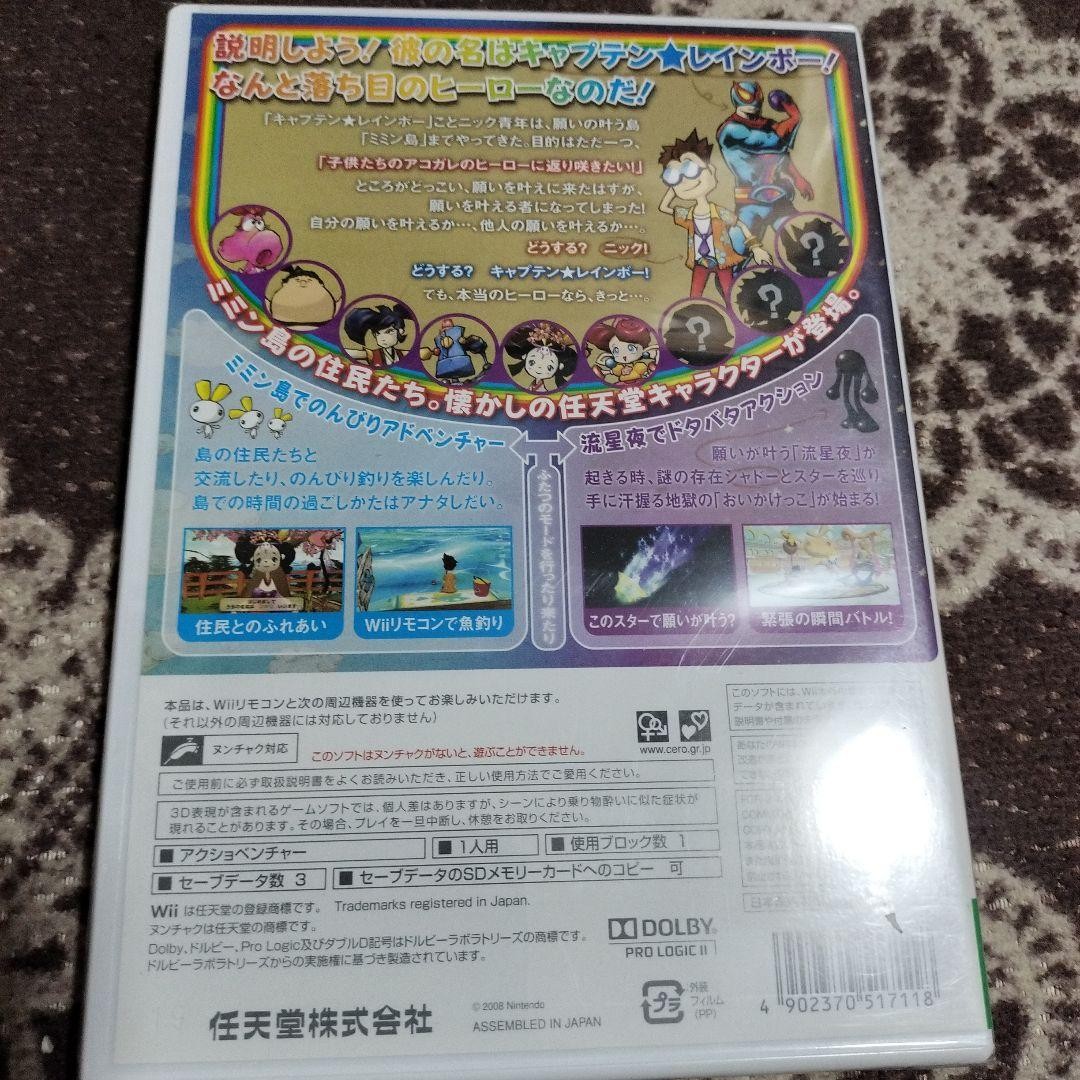 説明しよう！彼の名はキャプテン★レインボー！
なんと落ち目のヒーローなのだ！
「キャプテン★レインボー」ことニック青年は、願いの叶う島
「ミミン島」までやってきた。目的はただ一つ、
「子供たちのアコガレのヒーローに返り咲きたい！」
ところがとっこい、願いを叶えに来たはずが、
願いを叶える者になってしまった！
自分の願いを叶えるか…、他人の願いを叶えるか…。
どうする？ ニック！
どうする？ キャプテン★レインボー！
でも、本当のヒーローなら、きっと…。
?
?
?
ミミン島の住民たち。懐かしの任天堂キャラクターが登場。
ミミン島でのんびりアドベンチャー
島の住民たちと
交流したり、のんびり釣りを楽しんだり。
島での時間の過ごしかたはアナタしだい。
住民とのふれあい
Wiiリモコンで魚釣り
ふたつのモードを行ったり来たり
流星夜でドタバタアクション
願いが叶う「流星夜」が
起きる時、謎の存在シャドーとスターを巡り
手に汗握る地獄の「おいかけっこ」が始まる！
このスターで願いが叶う？
緊張の瞬間バトル！
本品は、Wiiリモコンと次の周辺機器を使ってお楽しみいただけます。
（それ以外の周辺機器には対応しておりません）
ヌンチャク対応
このソフトはヌンチャクがないと、遊ぶことができません。
www.cero.gr.jp
ご使用前に必ず取扱説明書をよくお読みいただき、正しい使用方法でご愛用ください。
3D表現が含まれるゲームソフトでは、個人差はありますが、シーンにより乗り物酔いに似た症状が
現れることがあります。その場合、プレイを一旦中断し、休憩をお取りください。
■ アクションベンチャー
■ 1人用
■ 使用ブロック数 1
■ セーブデータ数 3
■ セーブデータのSDメモリーカードへのコピー 可
このソフトには、Wii
データが含まれてい
Wii は任天堂の登録商標です。 Trademarks registered in Japan.
ヌンチャクは任天堂の商標です。
Dolby、ドルビー、Pro Logic及びダブルD記号はドルビーラボラトリーズの商標です。
ドルビーラボラトリーズからの実施権に基づき製造されています。
DOLBY
PRO LOGIC II
任天堂株式会社
© 2008 Nintendo
ASSEMBLED IN JAPAN
プラ
外装
フィルム
(PP)
4 902370 517118